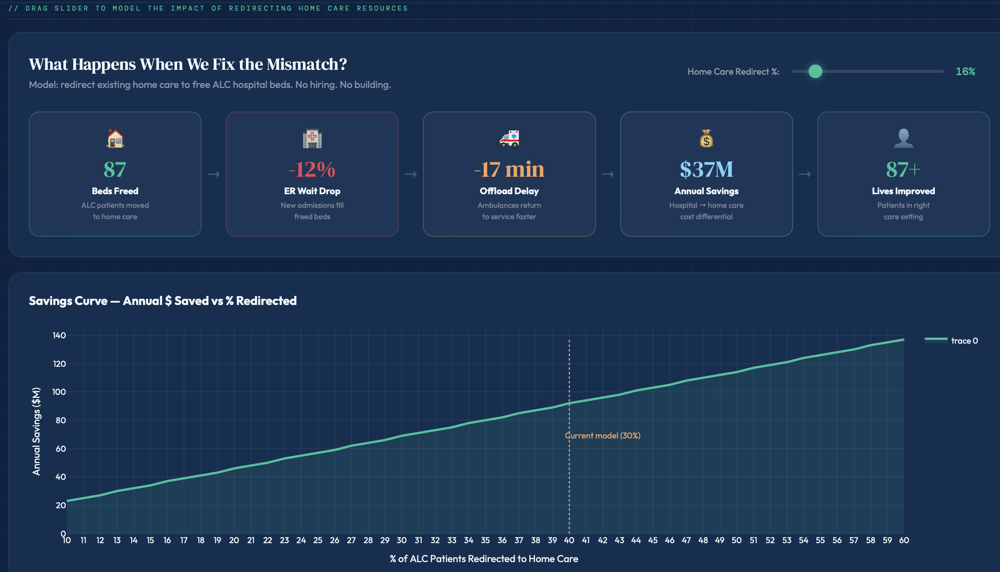 // DRAG SLIDER TO MODEL THE IMPACT OF REDIRECTING HOME CARE RESOURCES
What Happens When We Fix the Mismatch?
Model: redirect existing home care to free ALC hospital beds. No hiring. No building.
Home Care Redirect %: 16%
87
Beds Freed
ALC patients moved
to home care
→
-12%
ER Wait Drop
New admissions fill
freed beds
→
-17 min
Offload Delay
Ambulances return
to service faster
→
$37M
Annual Savings
Hospital → home care
cost differential
→
87+
Lives Improved
Patients in right
care setting
Savings Curve — Annual $ Saved vs % Redirected
Annual Savings ($M)
140
120
100
80
60
40
20
0
trace 0
Current model (30%)
10 11 12 13 14 15 16 17 18 19 20 21 22 23 24 25 26 27 28 29 30 31 32 33 34 35 36 37 38 39 40 41 42 43 44 45 46 47 48 49 50 51 52 53 54 55 56 57 58 59 60
% of ALC Patients Redirected to Home Care